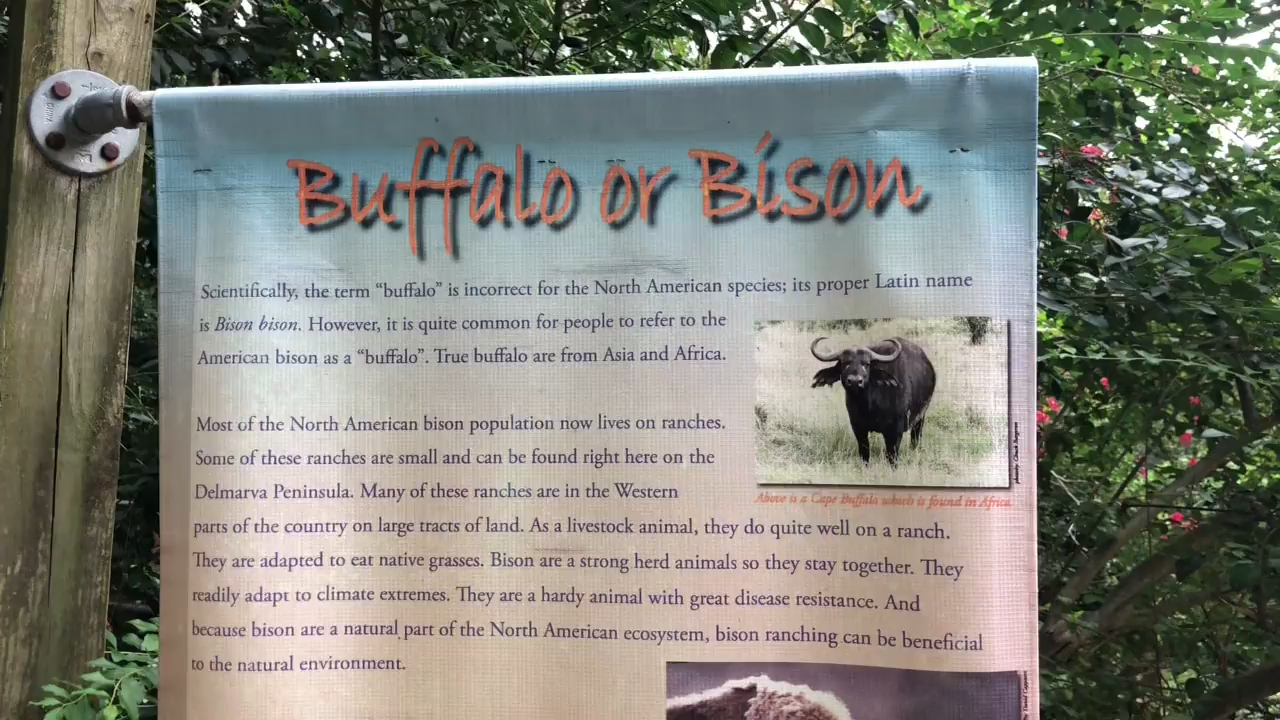 Buffalo or Bison
Scientifically, the term “buffalo” is incorrect for the North American species; its proper Latin name
is Bison bison. However, it is quite common for people to refer to the
American bison as a “buffalo”. True buffalo are from Asia and Africa.
Above is a Cape Buffalo which is found in Africa.
Most of the North American bison population now lives on ranches.
Some of these ranches are small and can be found right here on the
Delmarva Peninsula. Many of these ranches are in the Western
parts of the country on large tracts of land. As a livestock animal, they do quite well on a ranch.
They are adapted to eat native grasses. Bison are a strong herd animals so they stay together. They
readily adapt to climate extremes. They are a hardy animal with great disease resistance. And
because bison are a natural part of the North American ecosystem, bison ranching can be beneficial
to the natural environment.